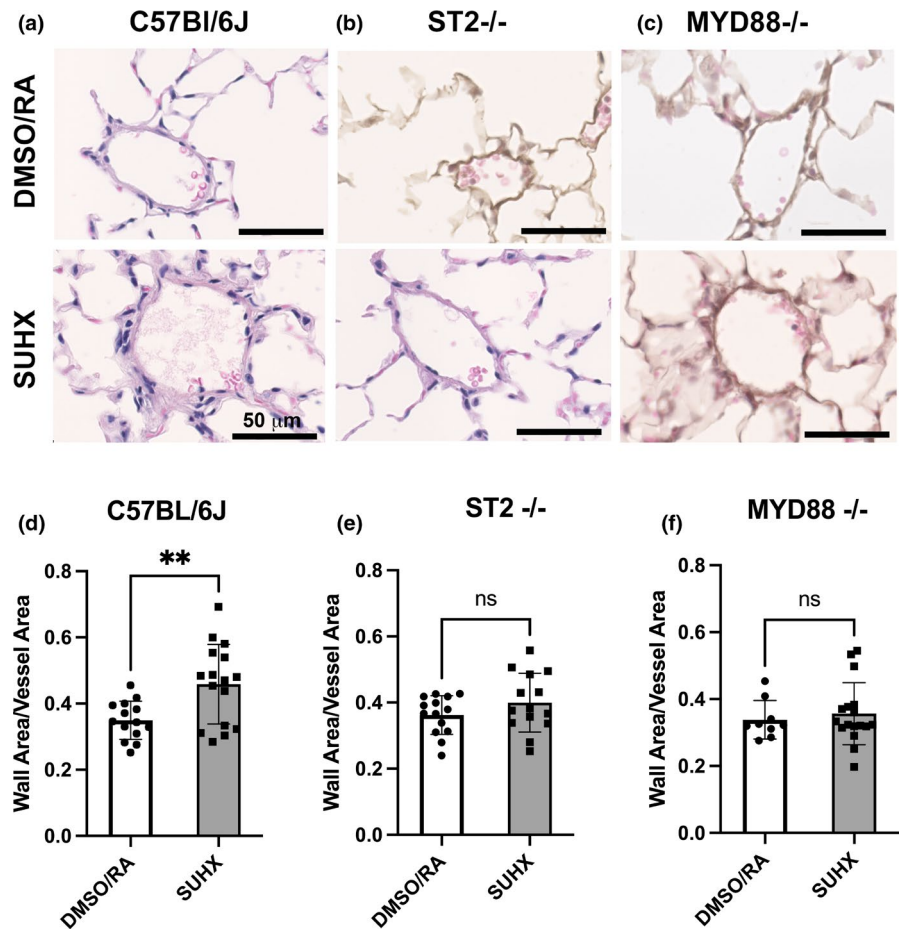 (a) C57Bl/6J
(b) ST2-/-
(c) MYD88-/-
DMSO/RA
SUHX
50 μm
(d) C57BL/6J
(e) ST2 -/-
(f) MYD88 -/-
Wall Area/Vessel Area
0.8
0.6
0.4
0.2
0.0
**
DMSO/RA
SUHX
Wall Area/Vessel Area
0.8
0.6
0.4
0.2
0.0
ns
DMSO/RA
SUHX
Wall Area/Vessel Area
0.8
0.6
0.4
0.2
0.0
ns
DMSO/RA
SUHX